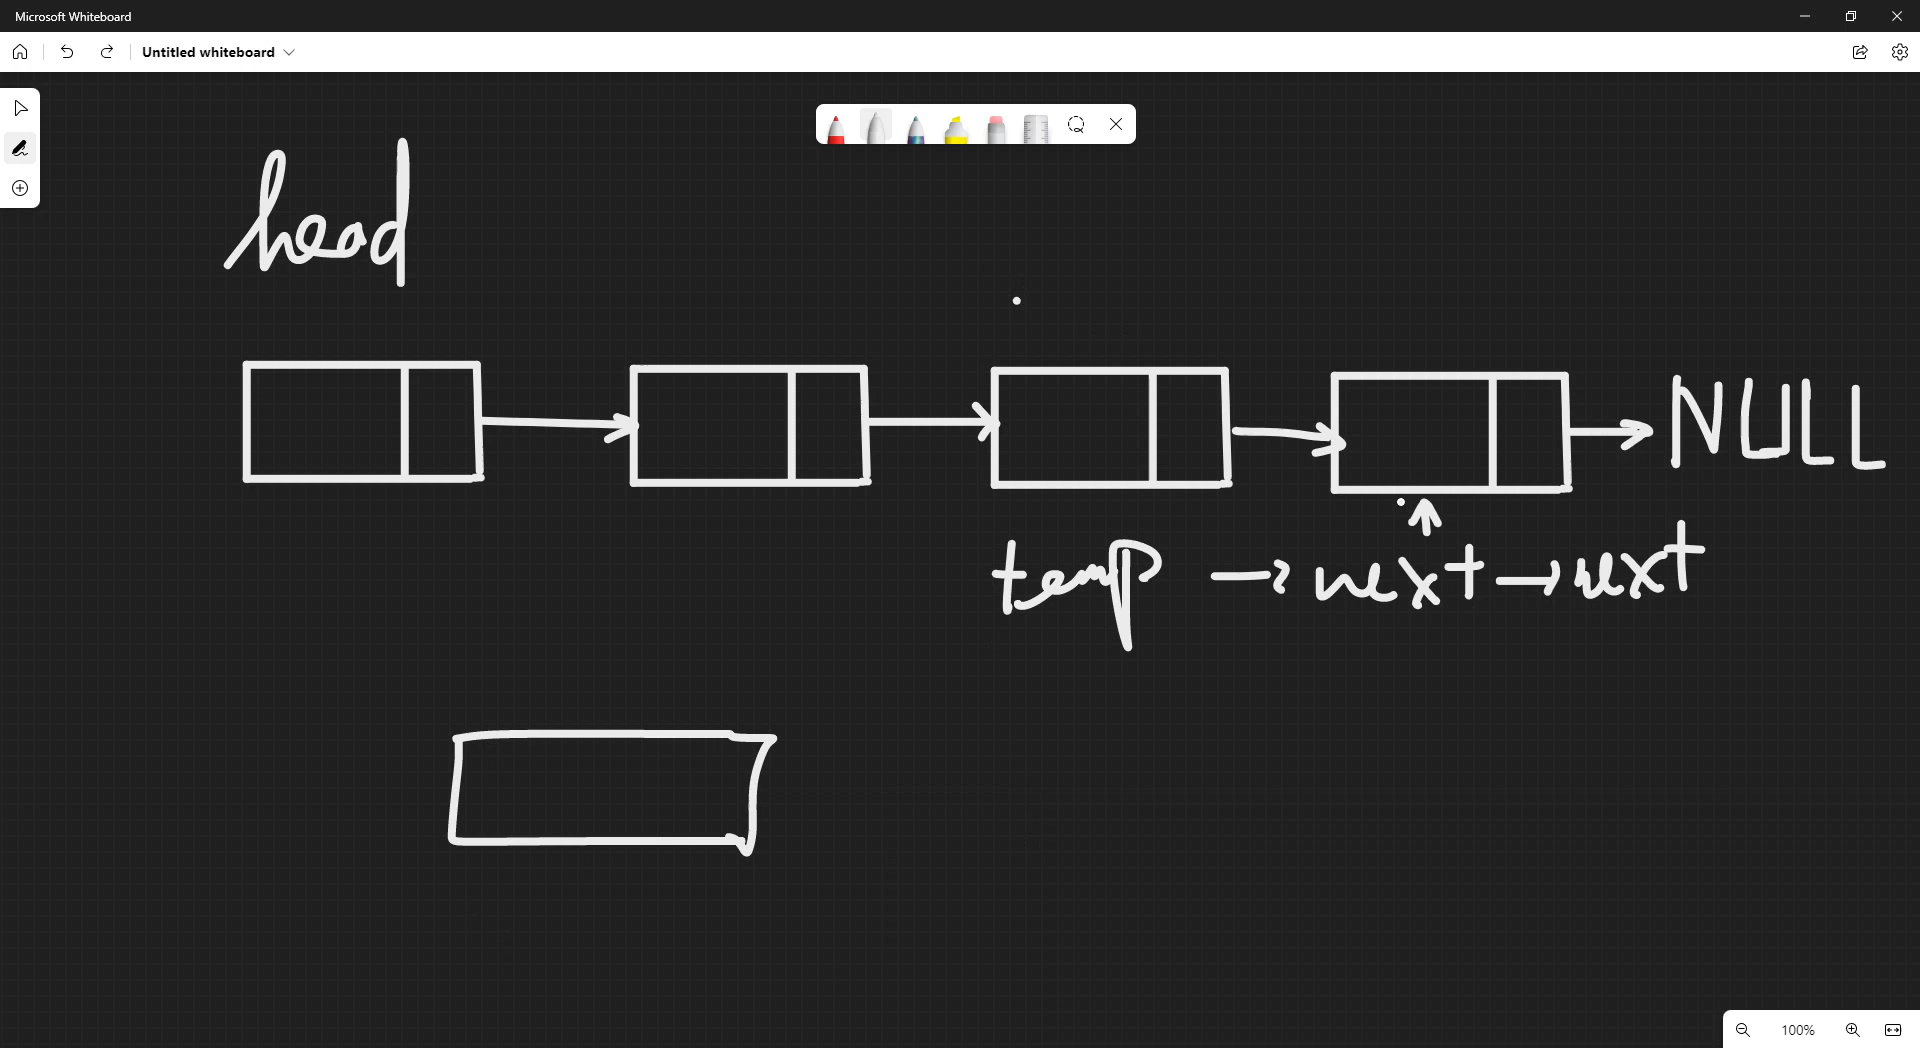 Microsoft Whiteboard
Untitled whiteboard
head
NULL
temp → next → next
100%